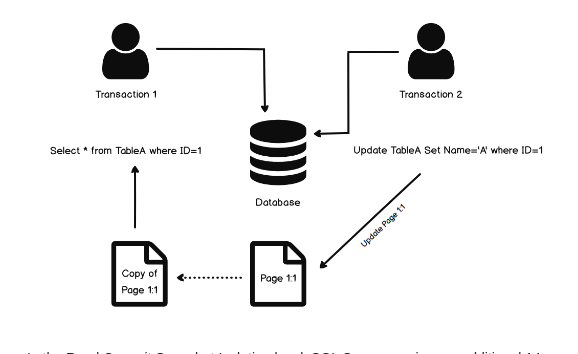 Transaction 1
Transaction 2
Select * from TableA where ID=1
Update TableA Set Name='A' where ID=1
Database
Update Page 1:1
Copy of
Page 1:1
Page 1:1